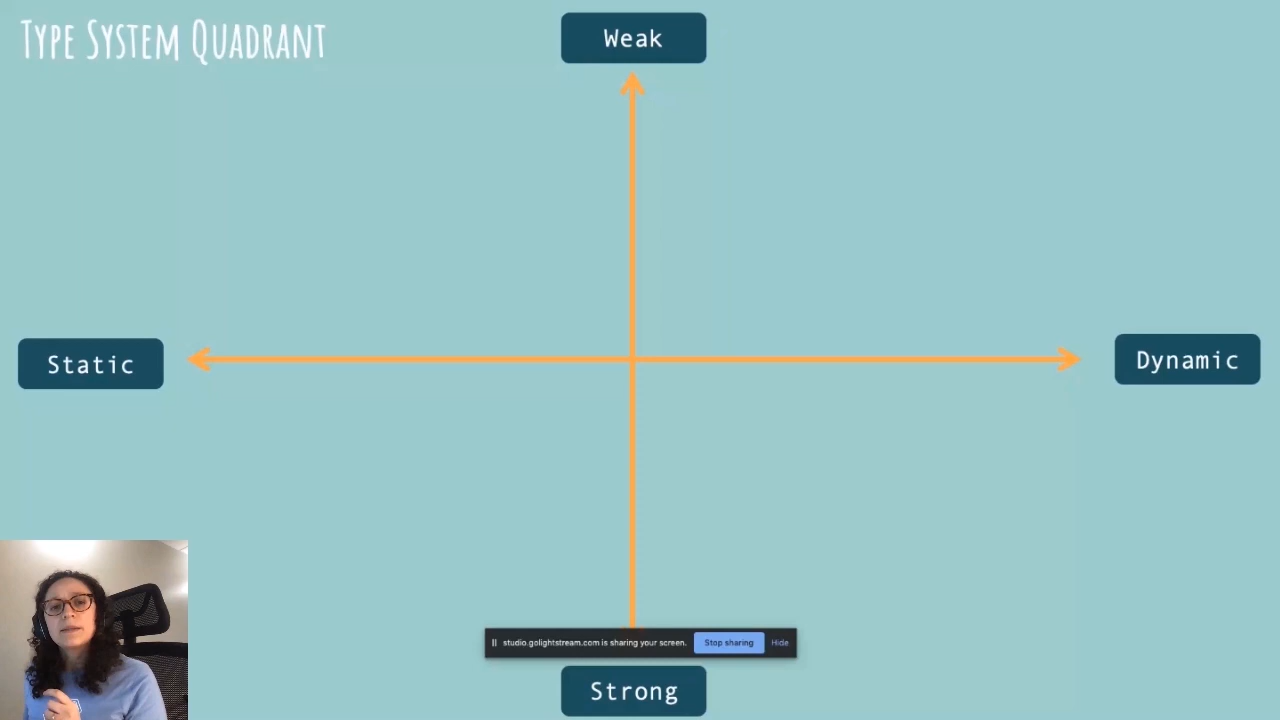 TYPE SYSTEM QUADRANT
Weak
Static
Dynamic
studio.golightstream.com is sharing your screen. Stop sharing Hide
Strong